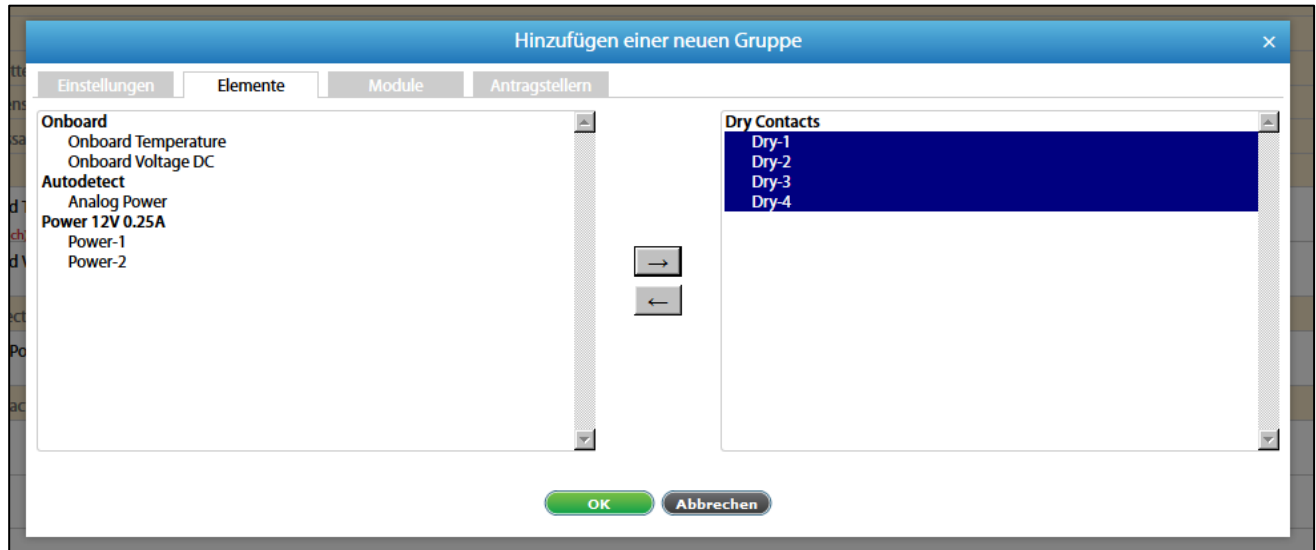 Hinzufügen einer neuen Gruppe ×
Einstellungen Elemente Module Antragstellern
Onboard
Onboard Temperature
Onboard Voltage DC
Autodetect
Analog Power
Power 12V 0.25A
Power-1
Power-2
→
←
Dry Contacts
Dry-1
Dry-2
Dry-3
Dry-4
OK Abbrechen